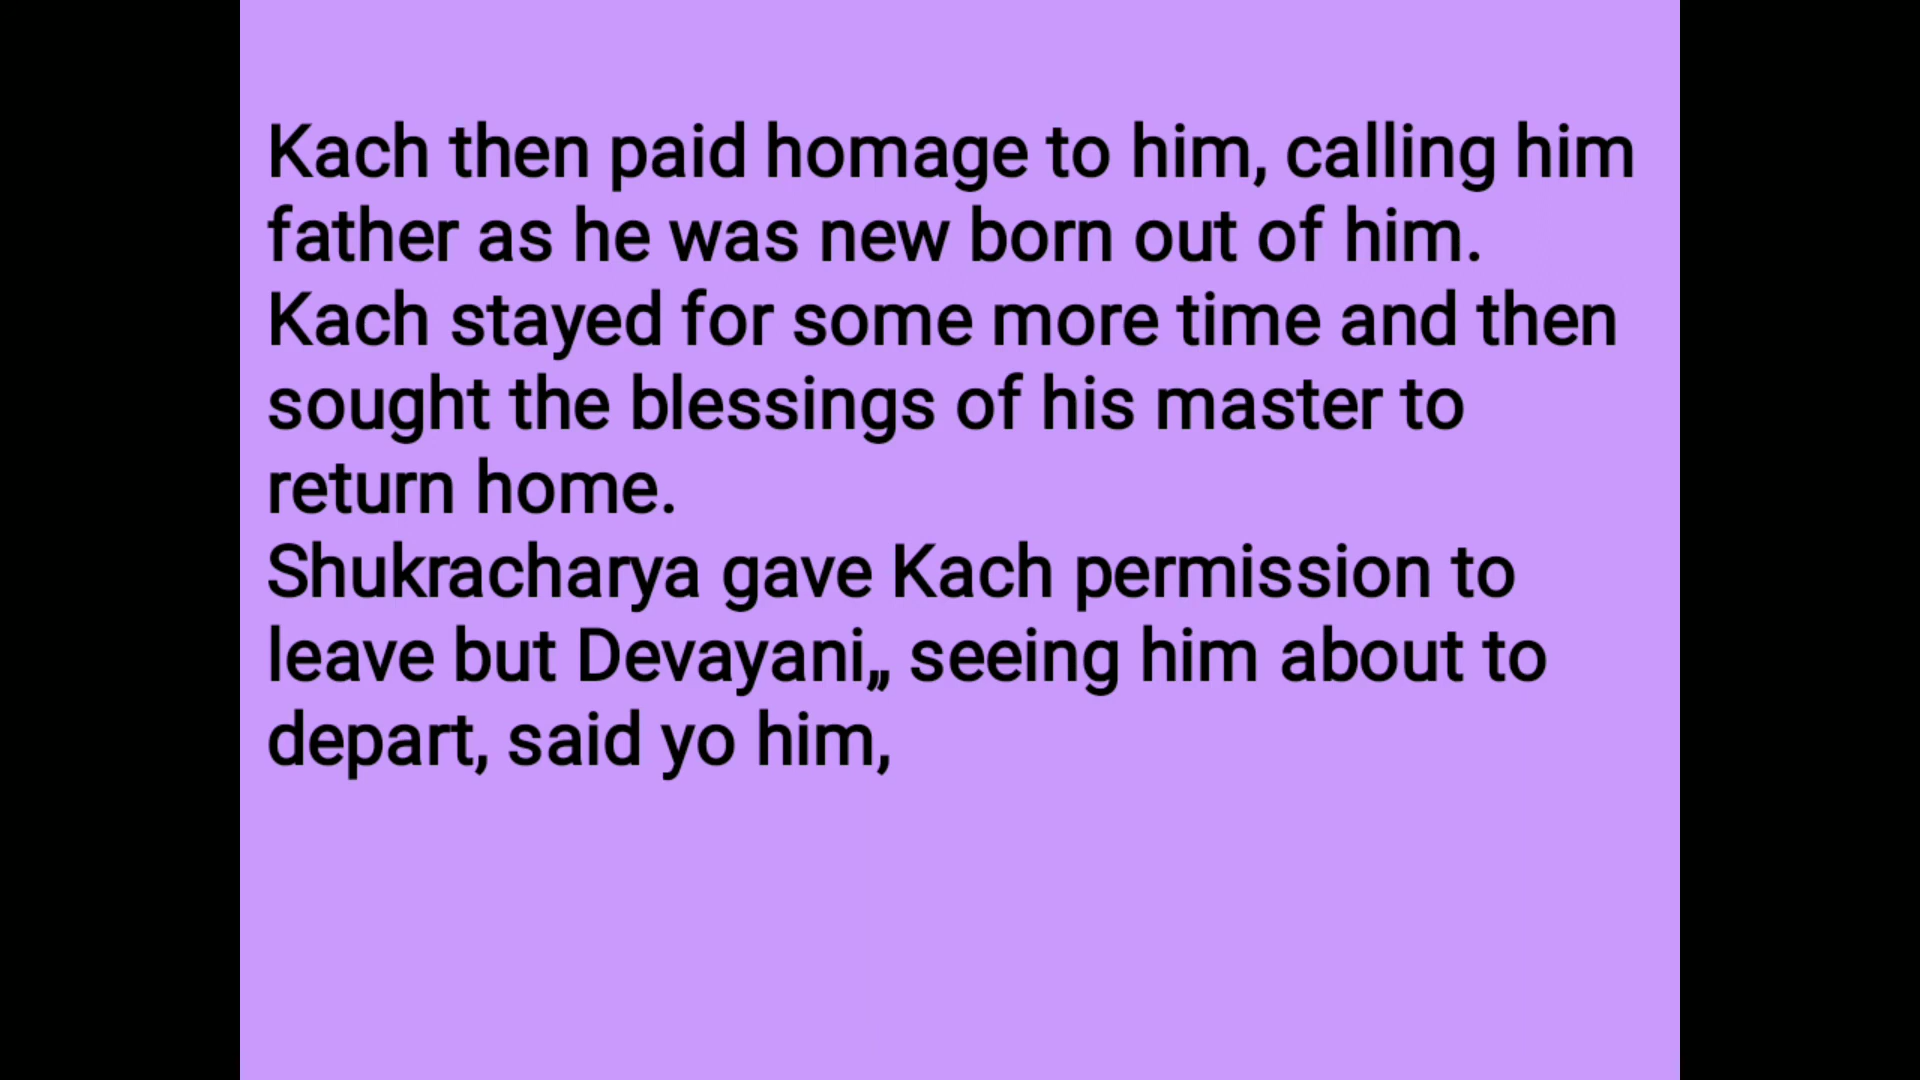 Kach then paid homage to him, calling him
father as he was new born out of him.
Kach stayed for some more time and then
sought the blessings of his master to
return home.
Shukracharya gave Kach permission to
leave but Devayani,, seeing him about to
depart, said yo him,